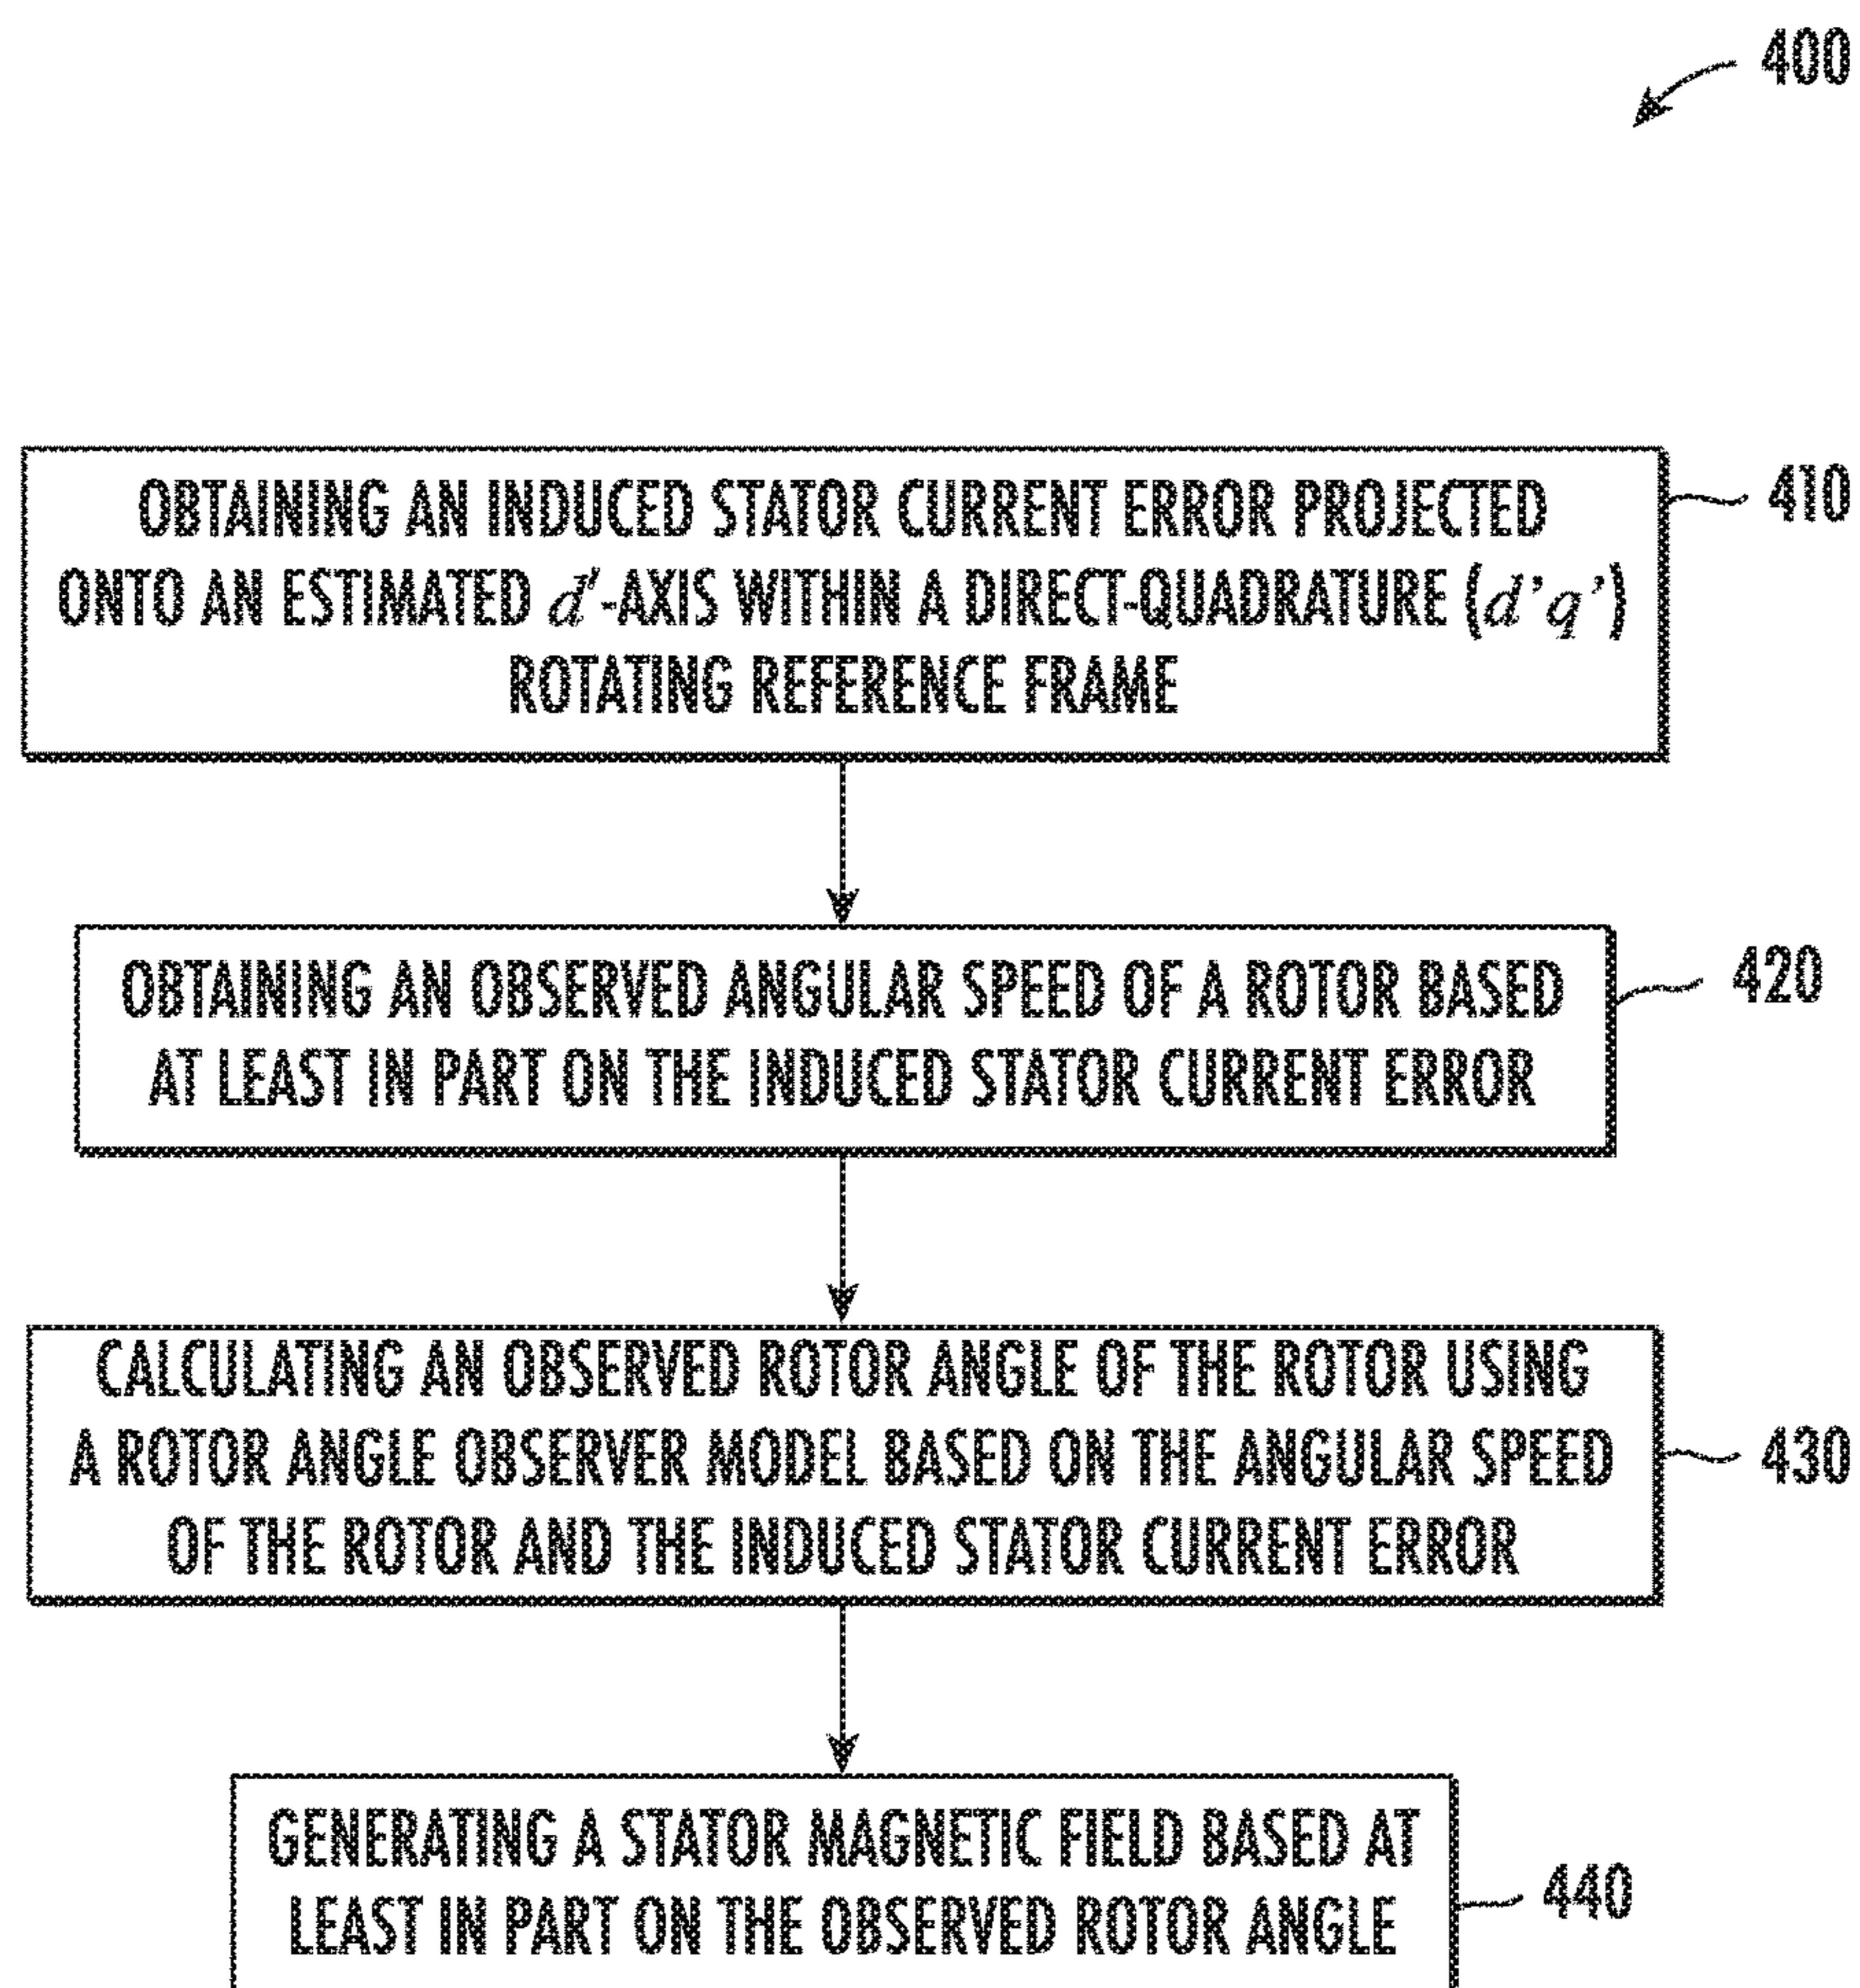 400
OBTAINING AN INDUCED STATOR CURRENT ERROR PROJECTED
ONTO AN ESTIMATED d'-AXIS WITHIN A DIRECT-QUADRATURE (d'q')
ROTATING REFERENCE FRAME
410
OBTAINING AN OBSERVED ANGULAR SPEED OF A ROTOR BASED
AT LEAST IN PART ON THE INDUCED STATOR CURRENT ERROR
420
CALCULATING AN OBSERVED ROTOR ANGLE OF THE ROTOR USING
A ROTOR ANGLE OBSERVER MODEL BASED ON THE ANGULAR SPEED
OF THE ROTOR AND THE INDUCED STATOR CURRENT ERROR
430
GENERATING A STATOR MAGNETIC FIELD BASED AT
LEAST IN PART ON THE OBSERVED ROTOR ANGLE
440